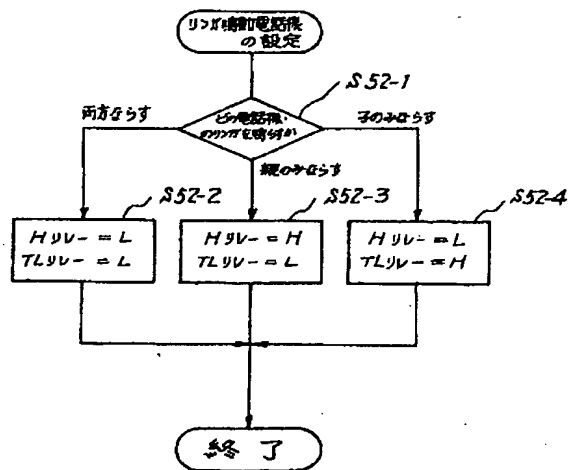 リンガ鳴動電話機
の設定
S52-1
どの電話機
のリンガを鳴らすか
両方ならす
子のみならす
親のみならす
S52-2
S52-3
S52-4
Hリレー = L
TLリレー = L
Hリレー = H
TLリレー = L
Hリレー = L
TLリレー = H
終了